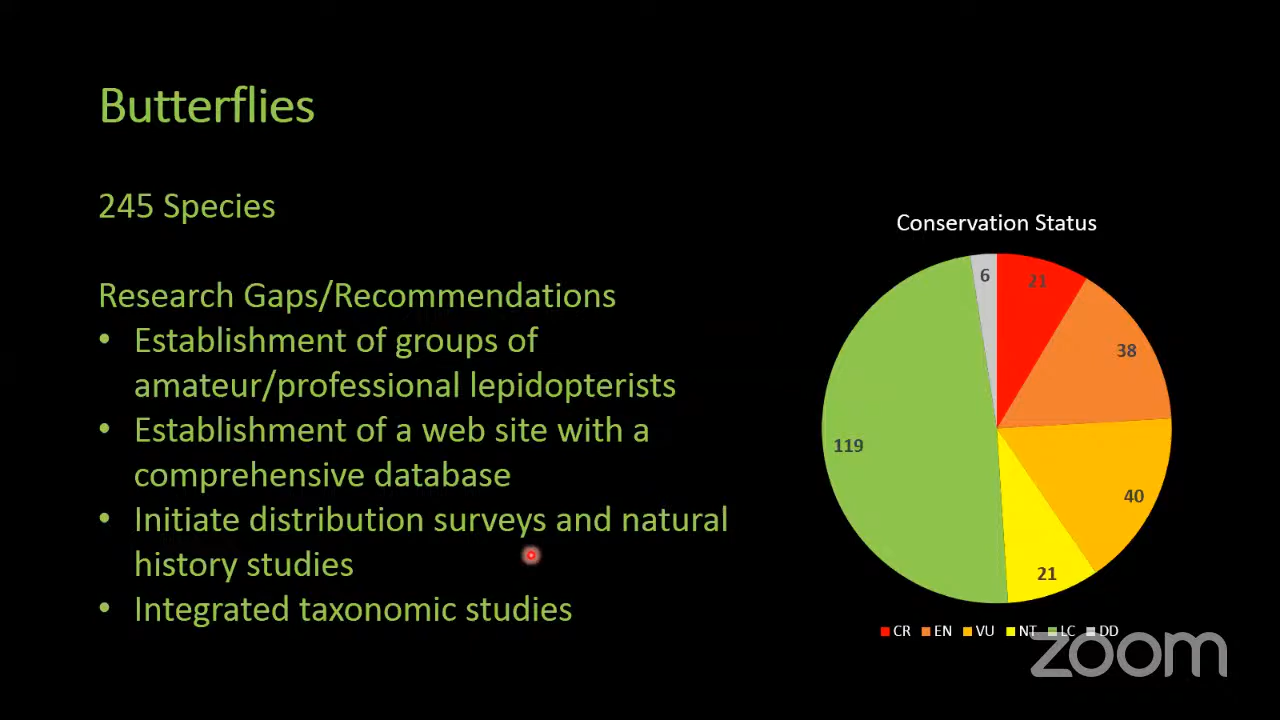 Butterflies
245 Species
Research Gaps/Recommendations
• Establishment of groups of
amateur/professional lepidopterists
• Establishment of a web site with a
comprehensive database
• Initiate distribution surveys and natural
history studies
• Integrated taxonomic studies
Conservation Status
6
21
38
119
40
21
CR EN VU NT LC DD
zoom